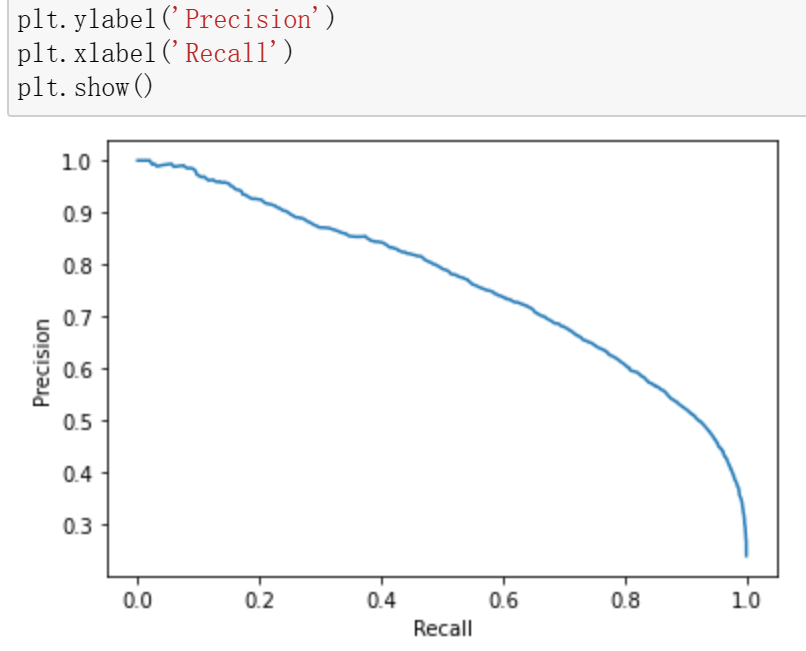 plt.ylabel('Precision')
plt.xlabel('Recall')
plt.show()
1.0
0.9
0.8
0.7
0.6
0.5
0.4
0.3
Precision
0.0 0.2 0.4 0.6 0.8 1.0
Recall